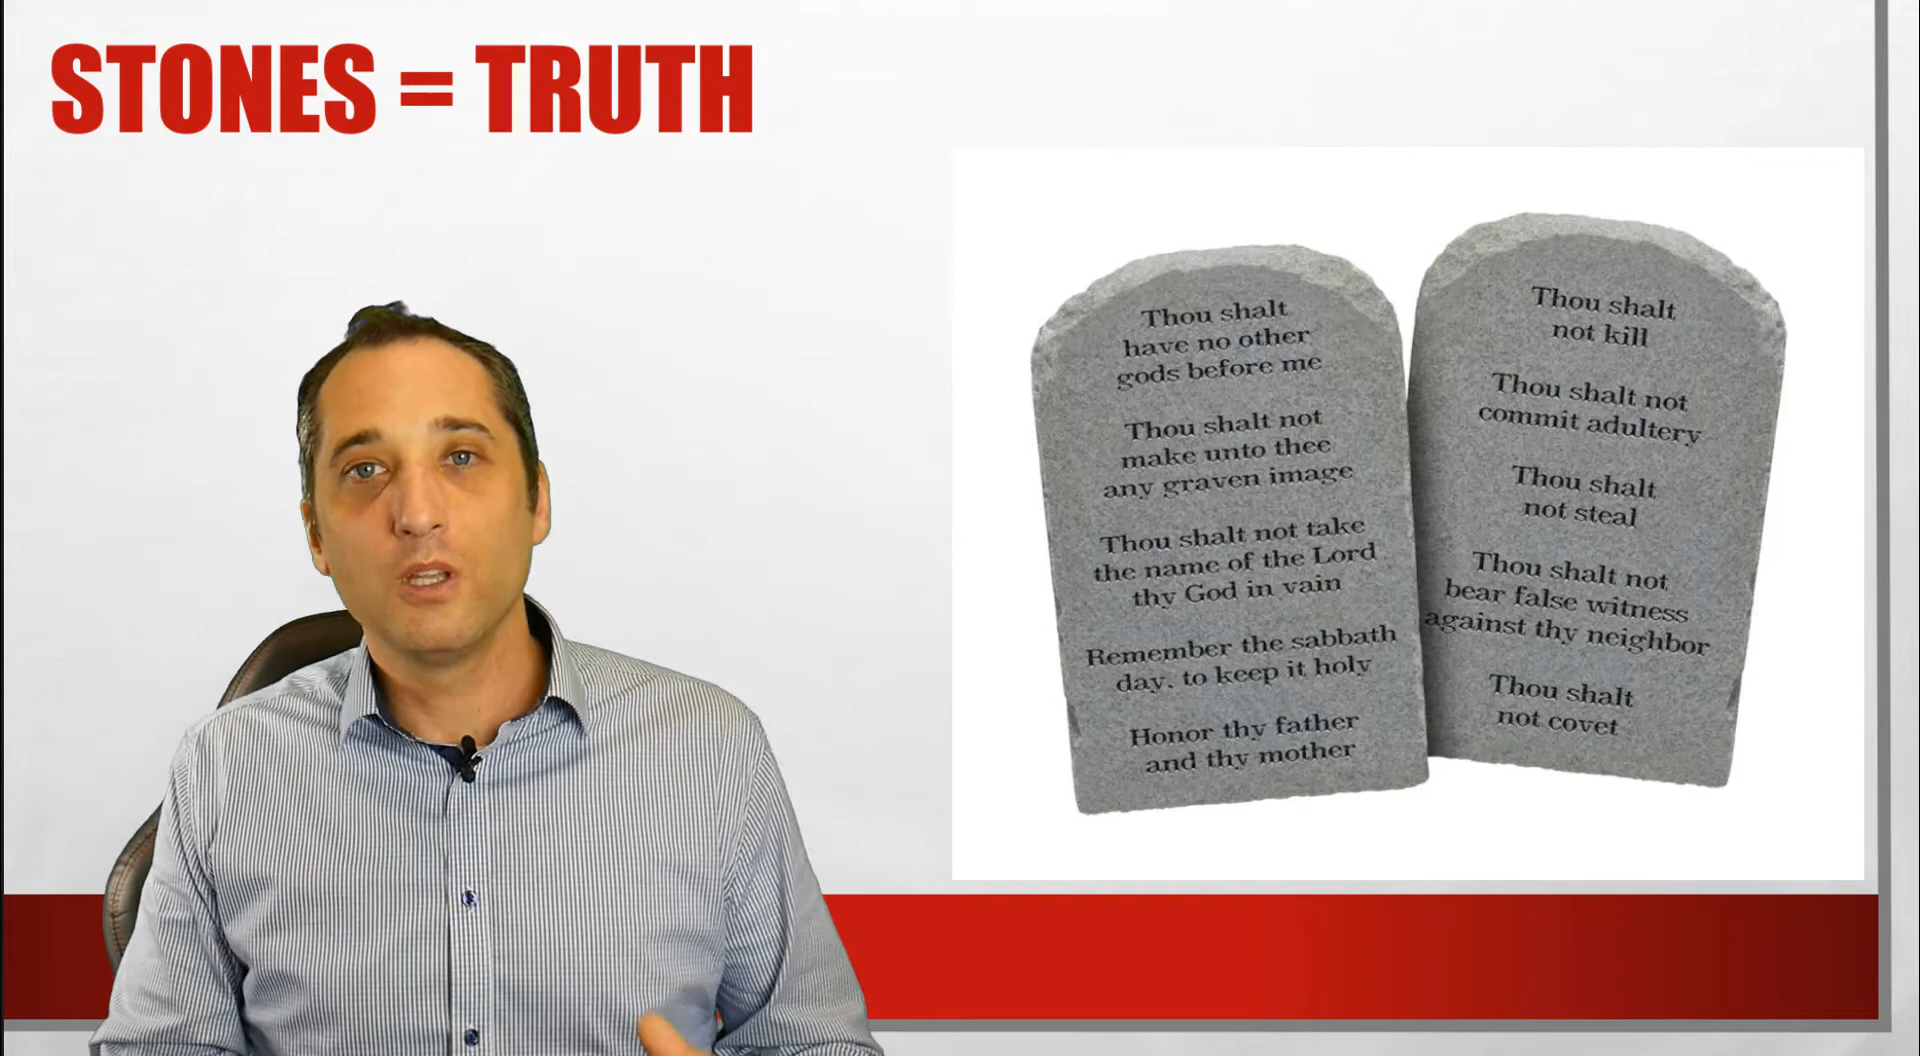 STONES = TRUTH
Thou shalt
have no other
gods before me
Thou shalt not
make unto thee
any graven image
Thou shalt not take
the name of the Lord
thy God in vain
Remember the sabbath
day. to keep it holy
Honor thy father
and thy mother
Thou shalt
not kill
Thou shalt not
commit adultery
Thou shalt
not steal
Thou shalt not
bear false witness
against thy neighbor
Thou shalt
not covet